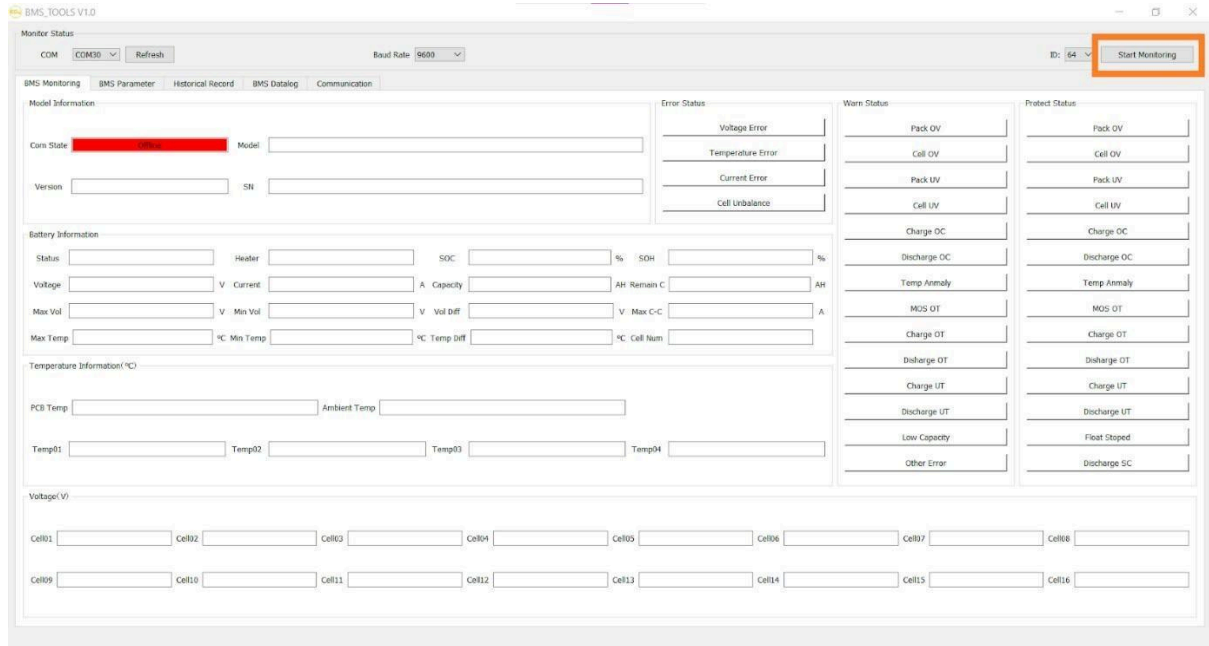 BMS_TOOLS V1.0
Monitor Status
COM COM30 Refresh Baud Rate 9600 ID: 64 Start Monitoring
BMS Monitoring BMS Parameter Historical Record BMS Datalog Communication
Model Information
Com State Offline Model
Version SN
Error Status
Voltage Error
Temperature Error
Current Error
Cell Unbalance
Warn Status
Pack OV
Cell OV
Pack UV
Cell UV
Charge OC
Discharge OC
Temp Anmaly
MOS OT
Charge OT
Disharge OT
Charge UT
Discharge UT
Low Capacity
Other Error
Protect Status
Pack OV
Cell OV
Pack UV
Cell UV
Charge OC
Discharge OC
Temp Anmaly
MOS OT
Charge OT
Disharge OT
Charge UT
Discharge UT
Float Stoped
Discharge SC
Battery Information
Status Heater SOC % SOH %
Voltage V Current A Capacity AH Remain C AH
Max Vol V Min Vol V Vol Diff V Max C-C A
Max Temp ºC Min Temp ºC Temp Diff ºC Cell Num
Temperature Information(ºC)
PCB Temp Ambient Temp
Temp01 Temp02 Temp03 Temp04
Voltage(V)
Cell01 Cell02 Cell03 Cell04 Cell05 Cell06 Cell07 Cell08
Cell09 Cell10 Cell11 Cell12 Cell13 Cell14 Cell15 Cell16